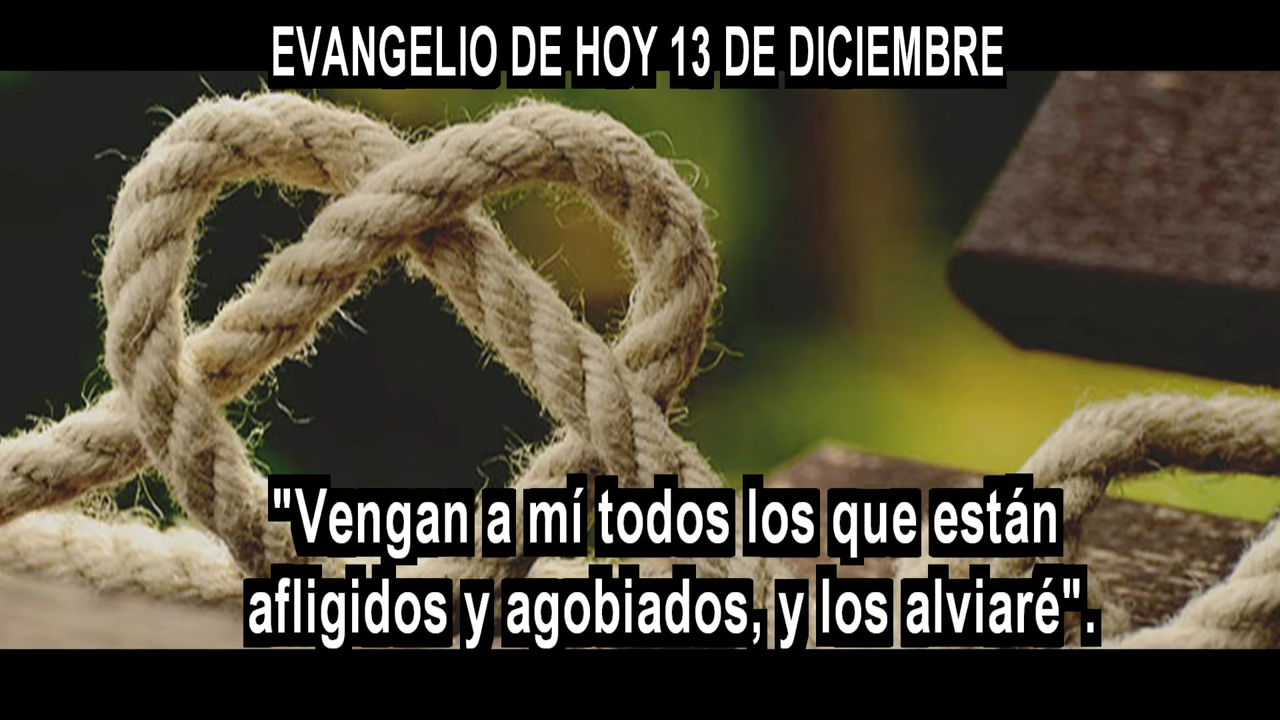 EVANGELIO DE HOY 13 DE DICIEMBRE
"Vengan a mí todos los que están
afligidos y agobiados, y los alviaré".